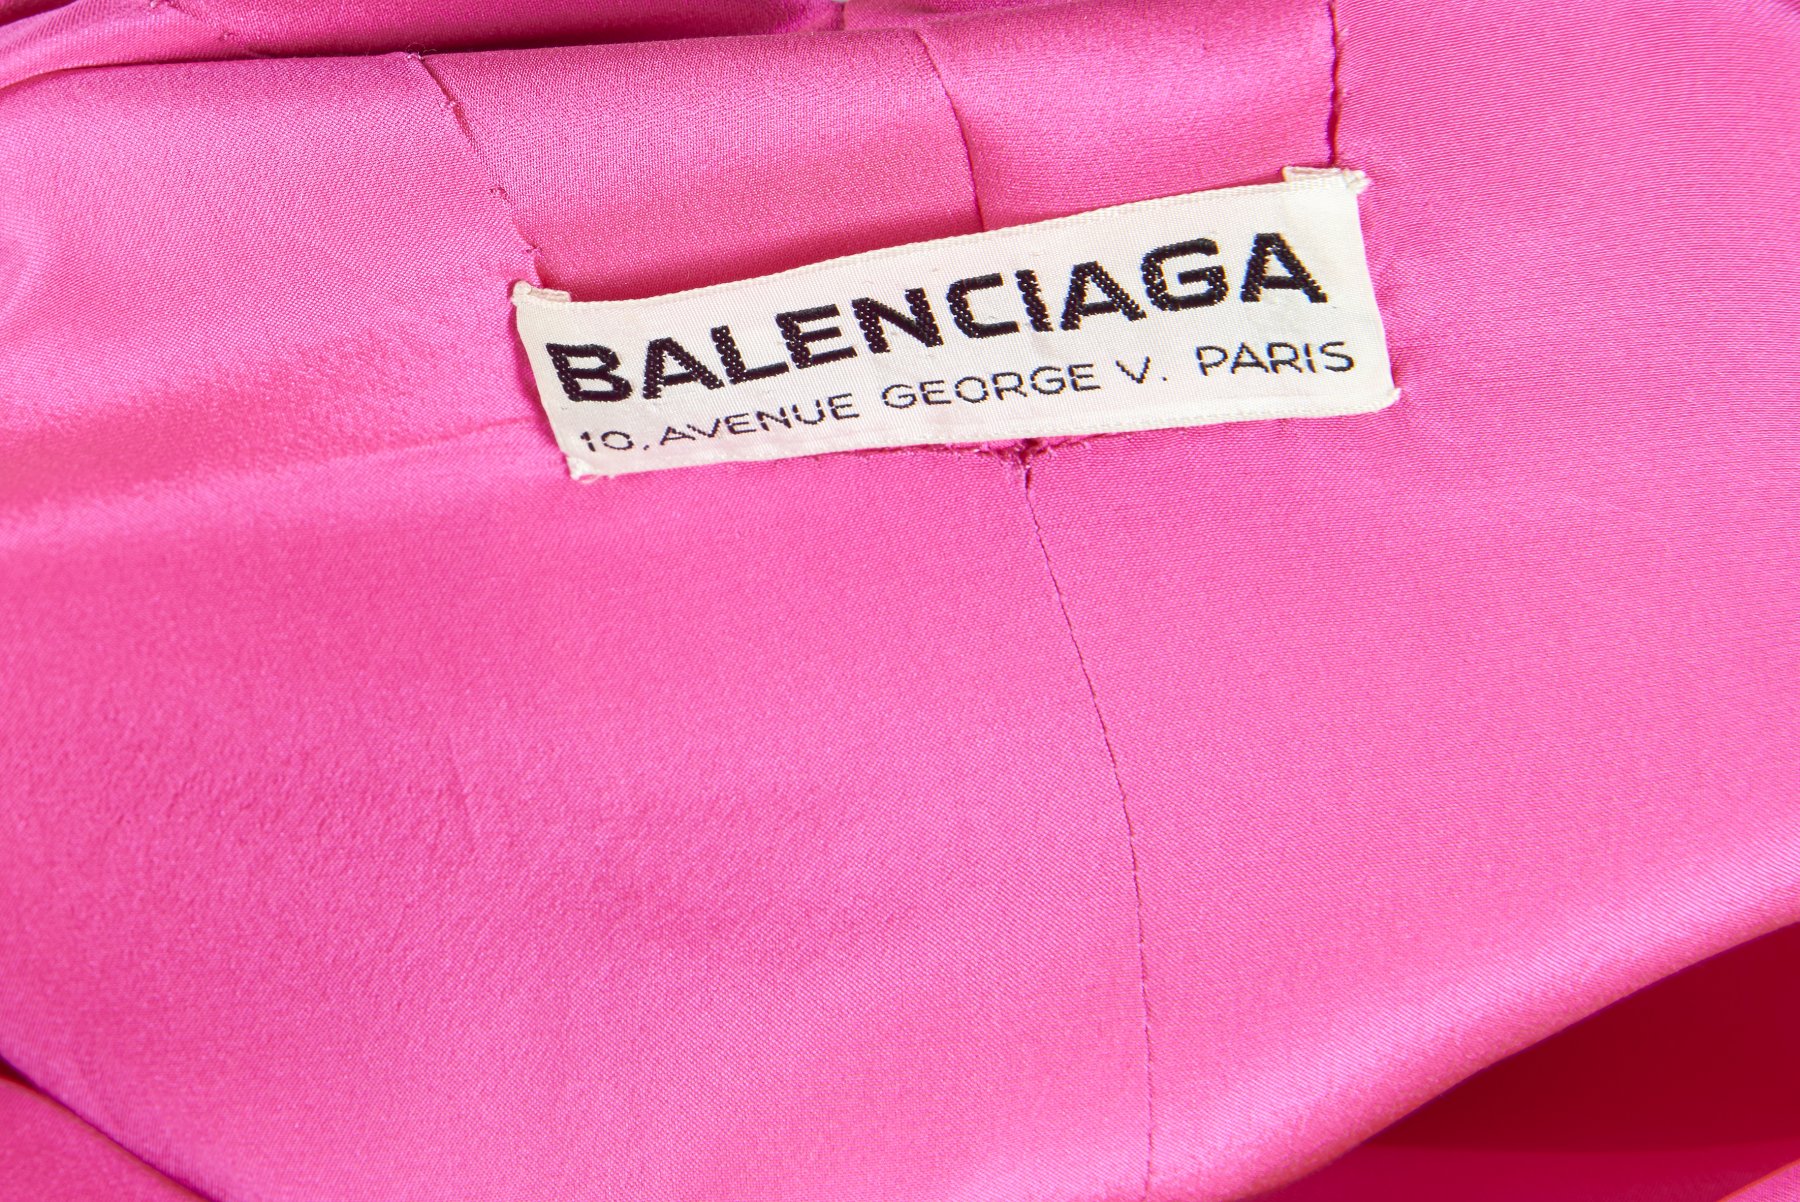 BALENCIAGA
10, AVENUE GEORGE V. PARIS